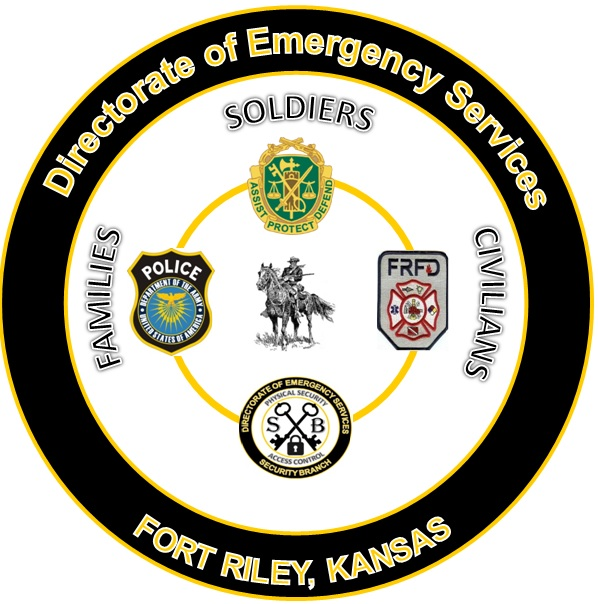 Directorate of Emergency Services
SOLDIERS
ASSIST PROTECT DEFEND
FAMILIES
POLICE
DEPARTMENT OF THE ARMY
UNITED STATES OF AMERICA
FRFD
CIVILIANS
DIRECTORATE OF EMERGENCY SERVICES
PHYSICAL SECURITY
S B
ACCESS CONTROL
SECURITY BRANCH
FORT RILEY, KANSAS